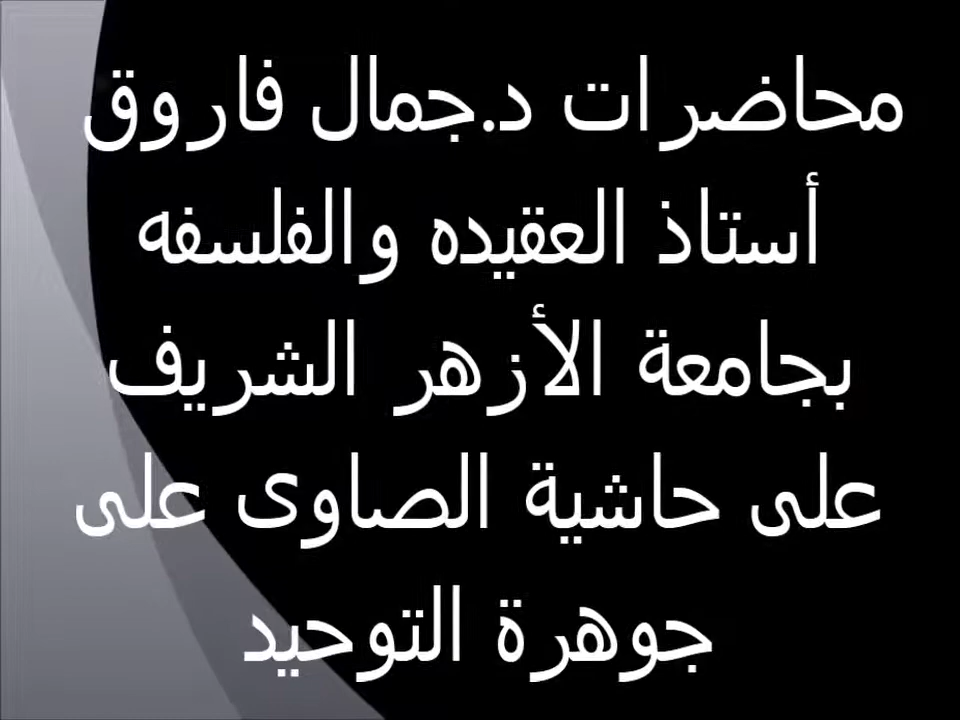 محاضرات د.جمال فاروق
أستاذ العقيده والفلسفه
بجامعة الأزهر الشريف
على حاشية الصاوى على
جوهرة التوحيد